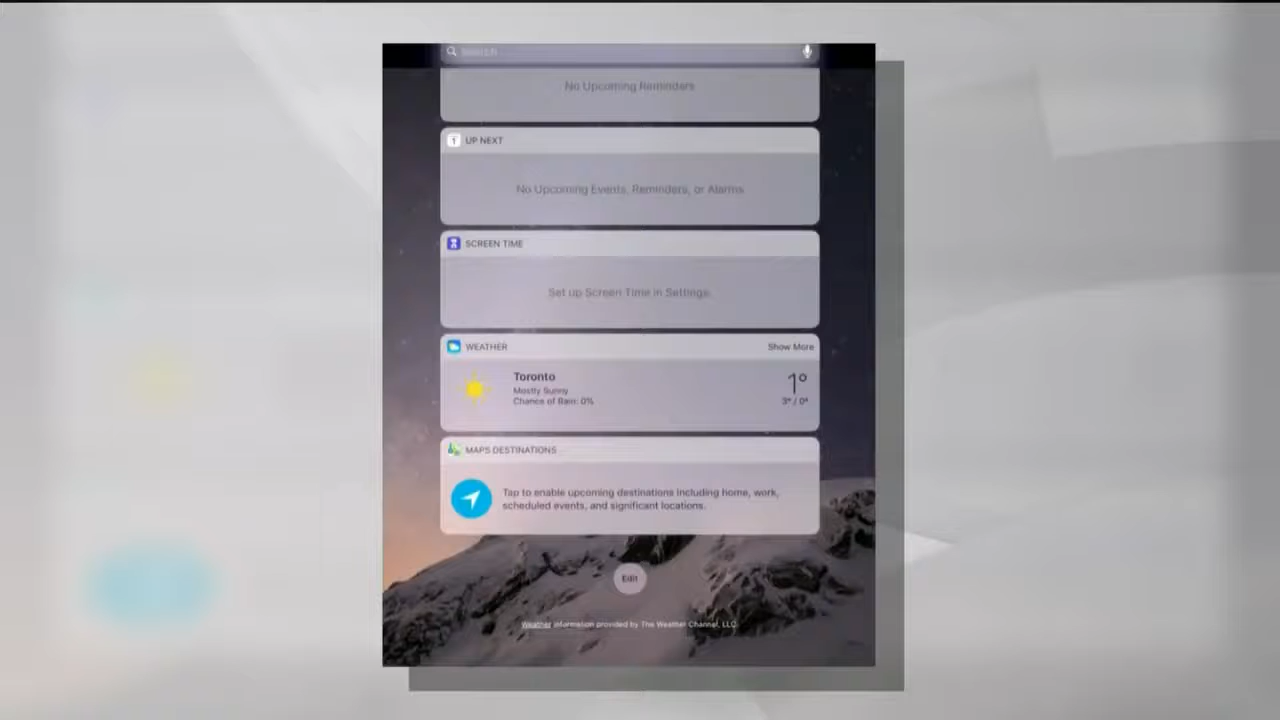 Search
No Upcoming Reminders
UP NEXT
No Upcoming Events, Reminders, or Alarms
SCREEN TIME
Set up Screen Time in Settings.
WEATHER
Show More
Toronto
1°
Mostly Sunny
Chance of Rain: 0%
3° / 0°
MAPS DESTINATIONS
Tap to enable upcoming destinations including home, work,
scheduled events, and significant locations.
Edit
Weather information provided by The Weather Channel, LLC.